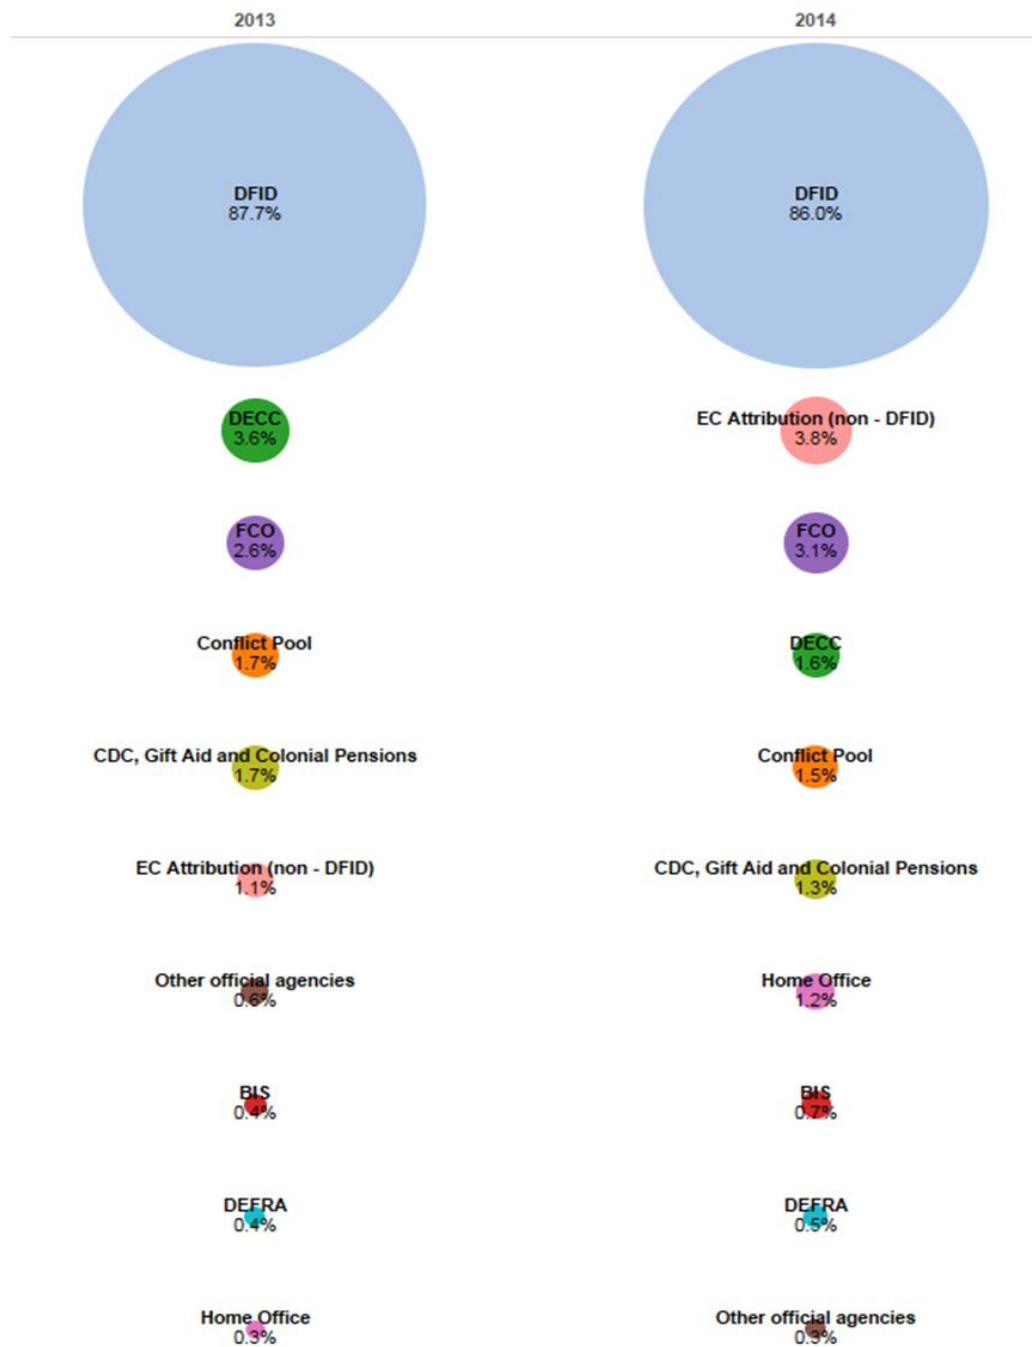 2013
2014
DFID
87.7%
DFID
86.0%
DECC
3.6%
EC Attribution (non - DFID)
3.8%
FCO
2.6%
FCO
3.1%
Conflict Pool
1.7%
DECC
1.6%
CDC, Gift Aid and Colonial Pensions
1.7%
Conflict Pool
1.5%
EC Attribution (non - DFID)
1.1%
CDC, Gift Aid and Colonial Pensions
1.3%
Other official agencies
0.6%
Home Office
1.2%
BIS
0.4%
BIS
0.7%
DEFRA
0.4%
DEFRA
0.5%
Home Office
0.3%
Other official agencies
0.3%